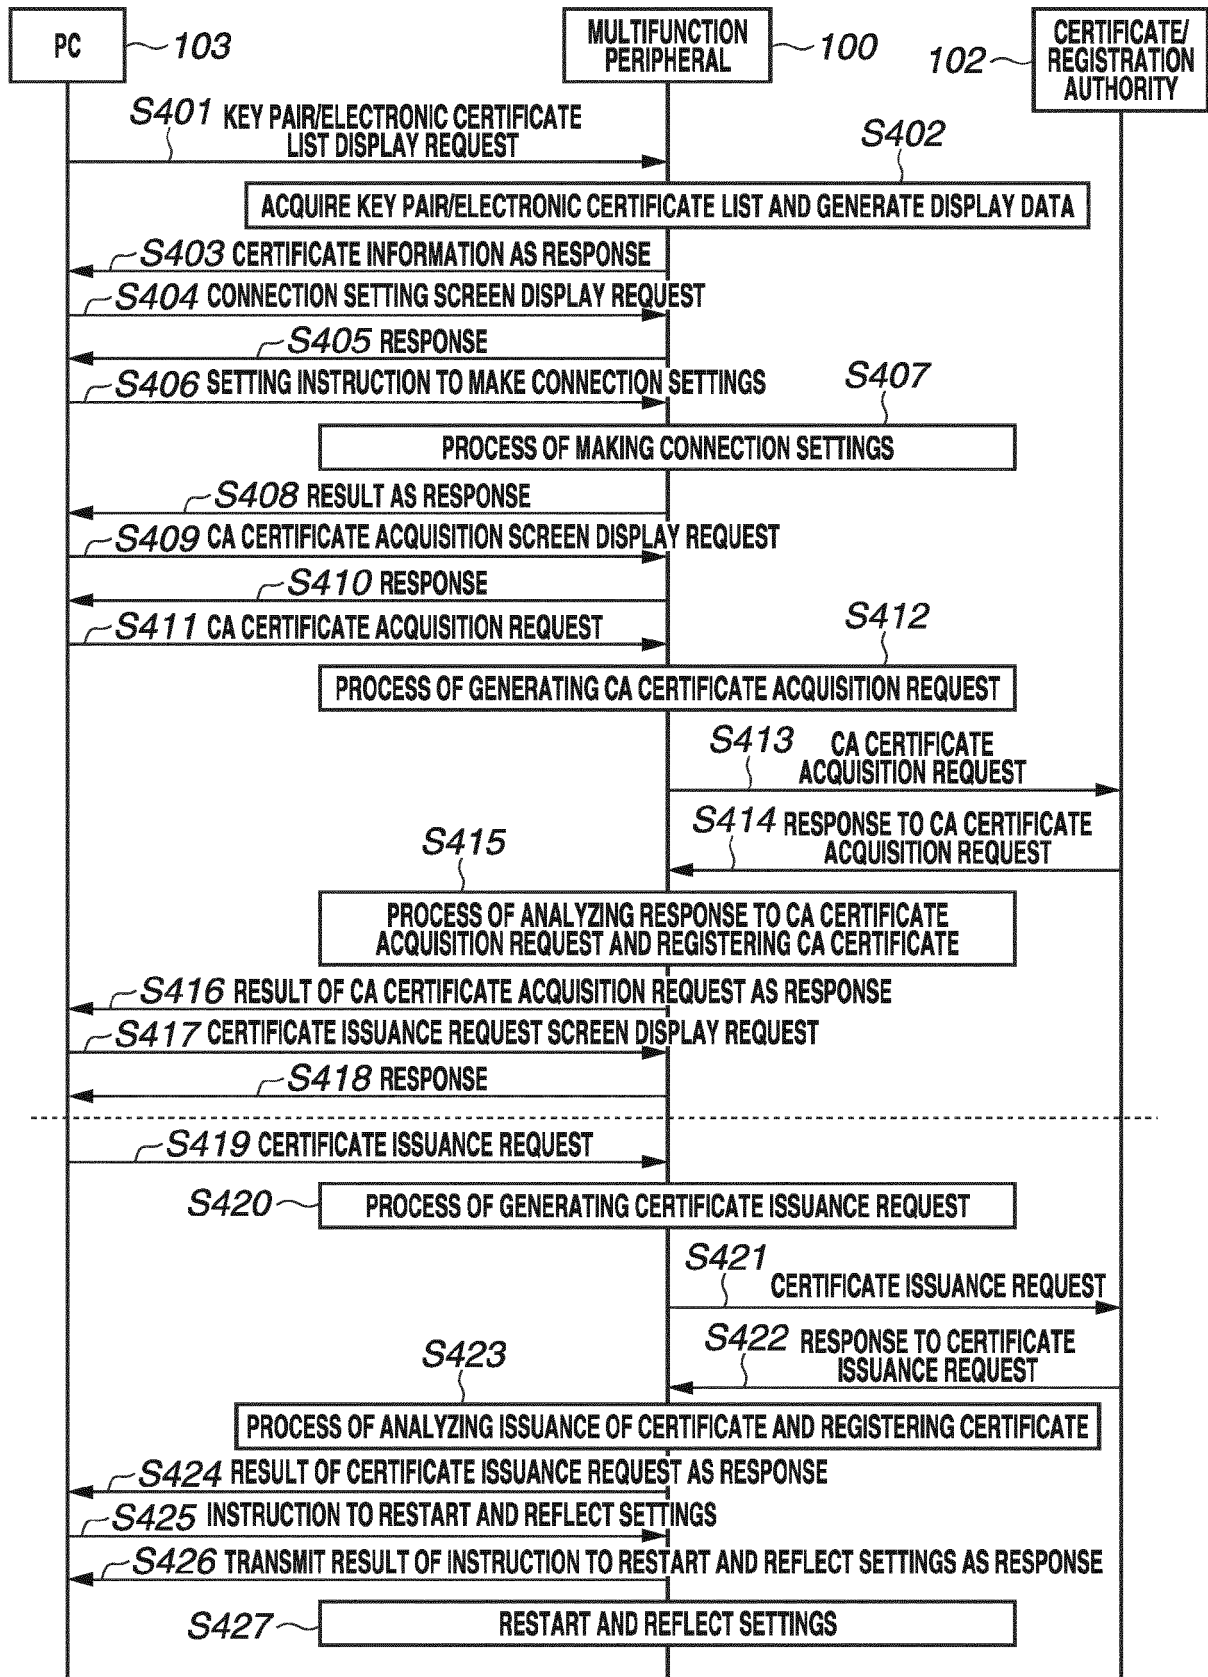 PC
103
MULTIFUNCTION
PERIPHERAL
100
102
CERTIFICATE/
REGISTRATION
AUTHORITY
S401 KEY PAIR/ELECTRONIC CERTIFICATE
LIST DISPLAY REQUEST
S402
ACQUIRE KEY PAIR/ELECTRONIC CERTIFICATE LIST AND GENERATE DISPLAY DATA
S403 CERTIFICATE INFORMATION AS RESPONSE
S404 CONNECTION SETTING SCREEN DISPLAY REQUEST
S405 RESPONSE
S406 SETTING INSTRUCTION TO MAKE CONNECTION SETTINGS
S407
PROCESS OF MAKING CONNECTION SETTINGS
S408 RESULT AS RESPONSE
S409 CA CERTIFICATE ACQUISITION SCREEN DISPLAY REQUEST
S410 RESPONSE
S411 CA CERTIFICATE ACQUISITION REQUEST
S412
PROCESS OF GENERATING CA CERTIFICATE ACQUISITION REQUEST
S413 CA CERTIFICATE
ACQUISITION REQUEST
S414 RESPONSE TO CA CERTIFICATE
ACQUISITION REQUEST
S415
PROCESS OF ANALYZING RESPONSE TO CA CERTIFICATE
ACQUISITION REQUEST AND REGISTERING CA CERTIFICATE
S416 RESULT OF CA CERTIFICATE ACQUISITION REQUEST AS RESPONSE
S417 CERTIFICATE ISSUANCE REQUEST SCREEN DISPLAY REQUEST
S418 RESPONSE
S419 CERTIFICATE ISSUANCE REQUEST
S420
PROCESS OF GENERATING CERTIFICATE ISSUANCE REQUEST
S421
CERTIFICATE ISSUANCE REQUEST
S422 RESPONSE TO CERTIFICATE
ISSUANCE REQUEST
S423
PROCESS OF ANALYZING ISSUANCE OF CERTIFICATE AND REGISTERING CERTIFICATE
S424 RESULT OF CERTIFICATE ISSUANCE REQUEST AS RESPONSE
S425 INSTRUCTION TO RESTART AND REFLECT SETTINGS
S426 TRANSMIT RESULT OF INSTRUCTION TO RESTART AND REFLECT SETTINGS AS RESPONSE
S427
RESTART AND REFLECT SETTINGS